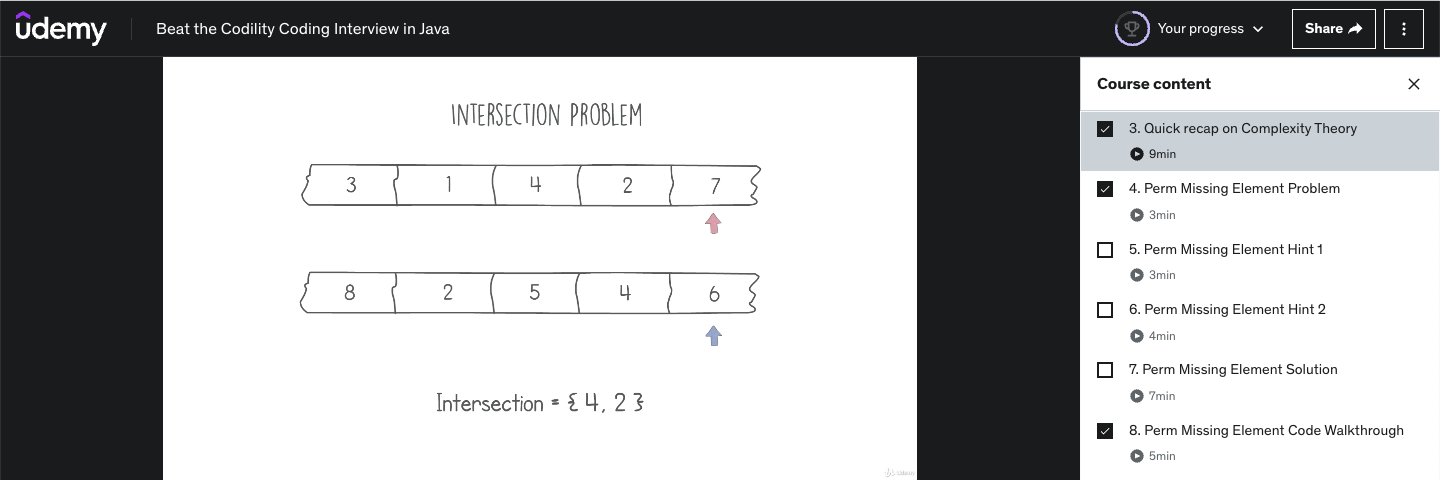 ûdemy
Beat the Codility Coding Interview in Java
Your progress
Share
INTERSECTION PROBLEM
3 1 4 2 7
8 2 5 4 6
Intersection = { 4, 2 }
Udemy
Course content
3. Quick recap on Complexity Theory
9min
4. Perm Missing Element Problem
3min
5. Perm Missing Element Hint 1
3min
6. Perm Missing Element Hint 2
4min
7. Perm Missing Element Solution
7min
8. Perm Missing Element Code Walkthrough
5min